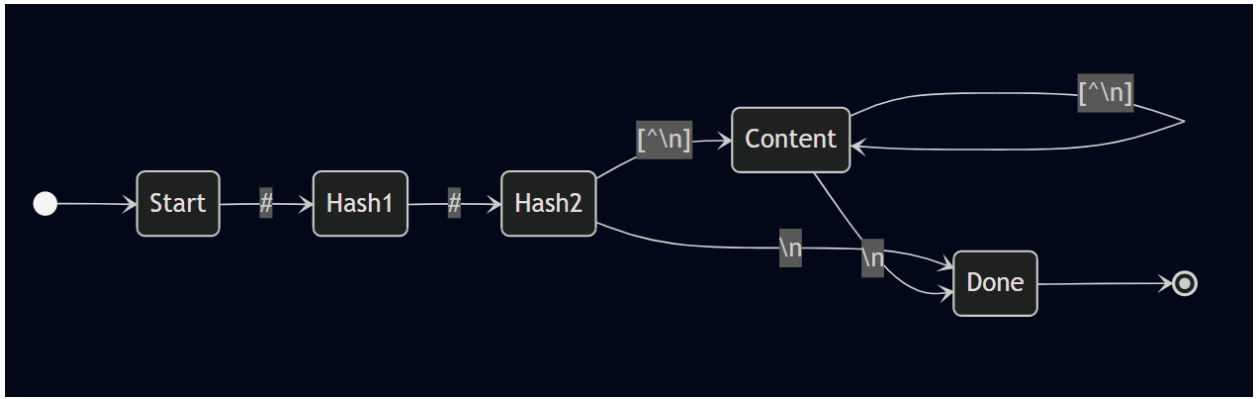 [^\n]
[^\n]
Content
Start
#
Hash1
#
Hash2
\n
\n
Done